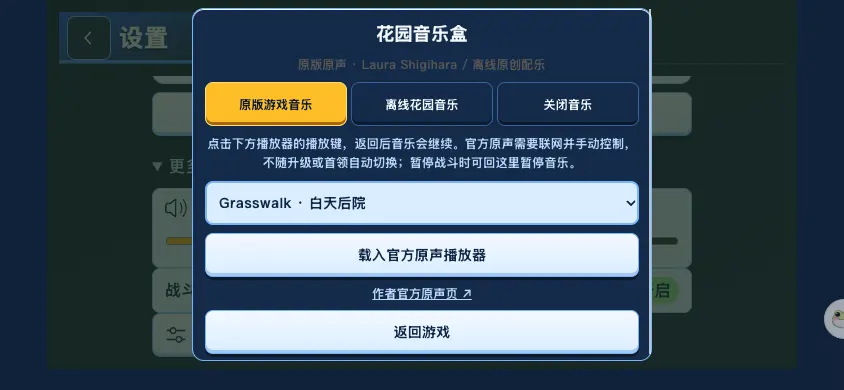 设置
花园音乐盒
原版原声 · Laura Shigihara / 离线原创配乐
原版游戏音乐
离线花园音乐
关闭音乐
点击下方播放器的播放键，返回后音乐会继续。官方原声需要联网并手动控制，
不随升级或首领自动切换；暂停战斗时可回这里暂停音乐。
▼ 更
Grasswalk · 白天后院
载入官方原声播放器
战
启
作者官方原声页 ↗
返回游戏